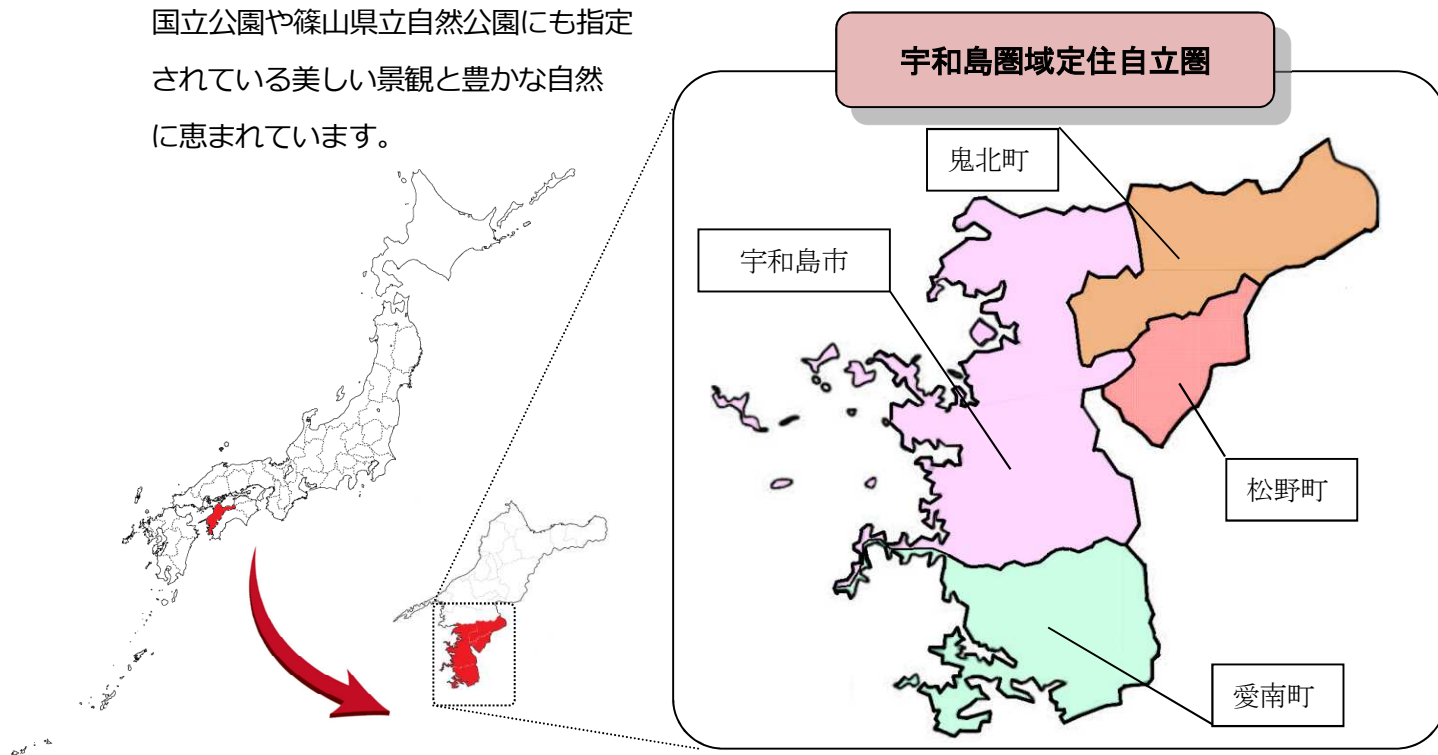 国立公園や篠山県立自然公園にも指定
されている美しい景観と豊かな自然
に恵まれています。
宇和島圏域定住自立圏
鬼北町
宇和島市
松野町
愛南町